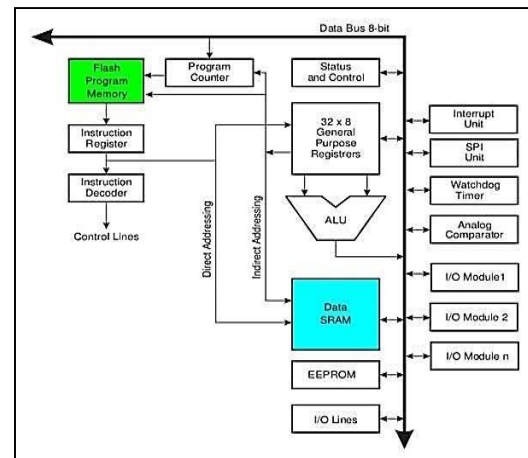 Data Bus 8-bit
Flash
Program
Memory
Program
Counter
Status
and Control
Instruction
Register
Instruction
Decoder
Control Lines
Direct Addressing
Indirect Addressing
32 x 8
General
Purpose
Registrers
ALU
Data
SRAM
EEPROM
I/O Lines
Interrupt
Unit
SPI
Unit
Watchdog
Timer
Analog
Comparator
I/O Module1
I/O Module 2
I/O Module n